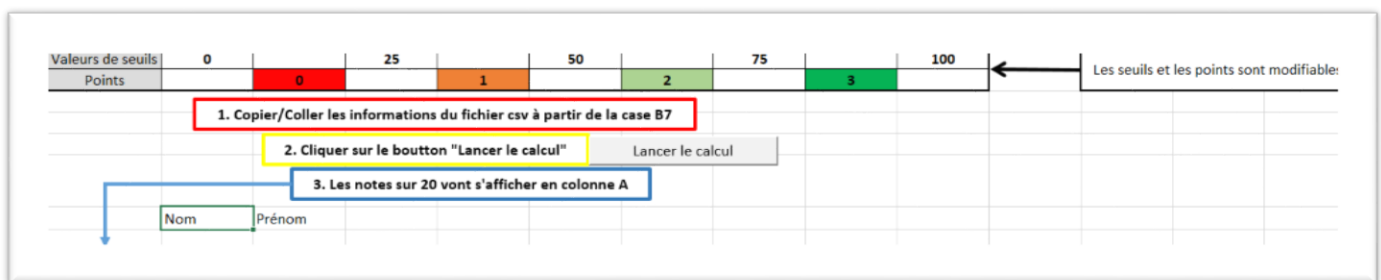 Valeurs de seuils 0 25 50 75 100
Points 0 1 2 3
Les seuils et les points sont modifiables
1. Copier/Coller les informations du fichier csv à partir de la case B7
2. Cliquer sur le boutton "Lancer le calcul" Lancer le calcul
3. Les notes sur 20 vont s'afficher en colonne A
Nom Prénom